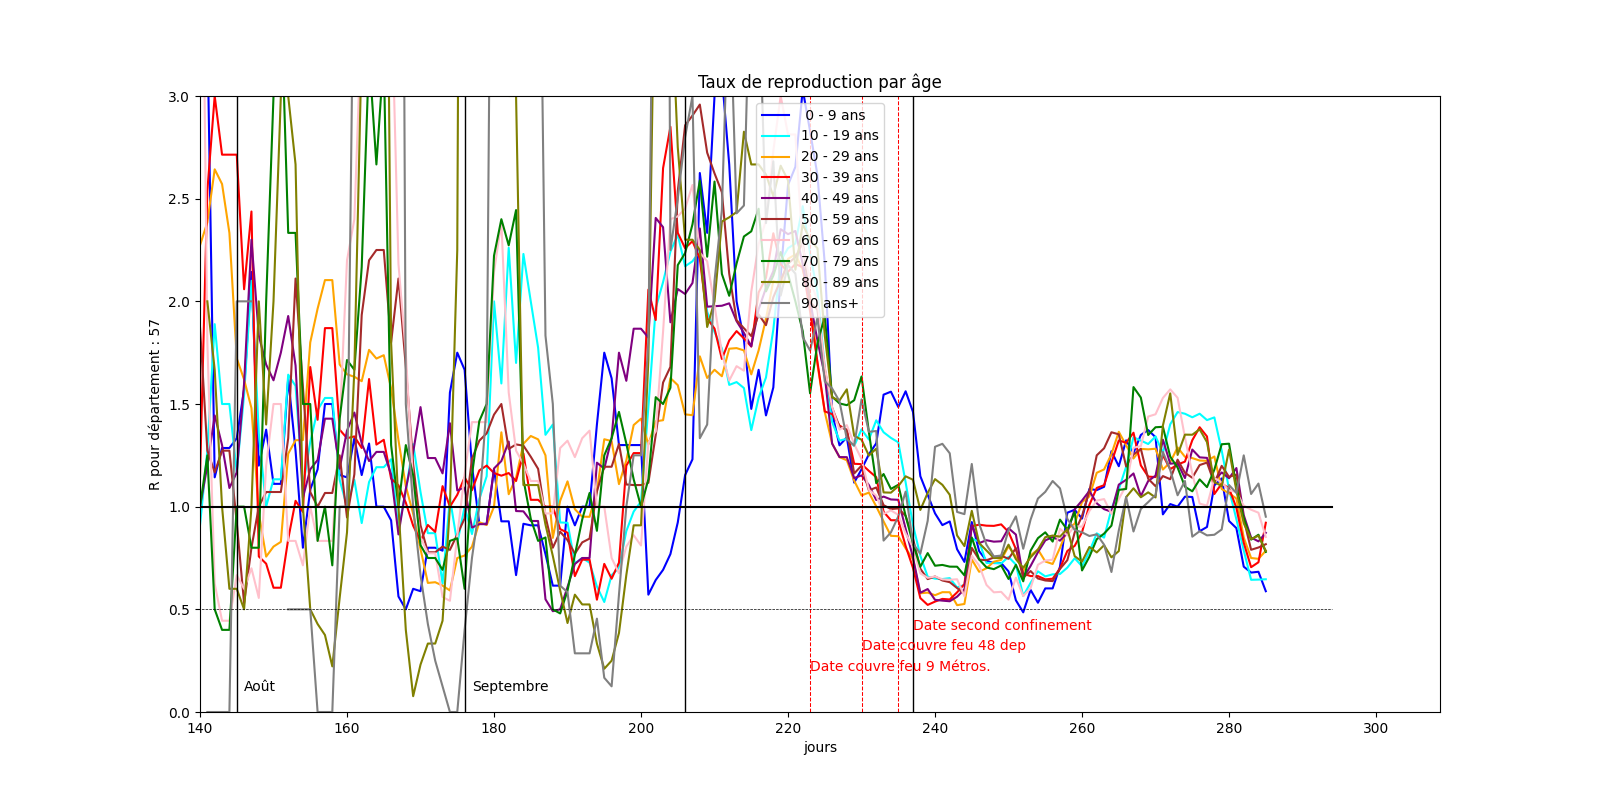 Taux de reproduction par âge
3.0
2.5
2.0
1.5
1.0
0.5
0.0
R pour département : 57
0 - 9 ans
10 - 19 ans
20 - 29 ans
30 - 39 ans
40 - 49 ans
50 - 59 ans
60 - 69 ans
70 - 79 ans
80 - 89 ans
90 ans+
Date second confinement
Date couvre feu 48 dep
Date couvre feu 9 Métros.
Août
Septembre
140
160
180
200
220
240
260
280
300
jours